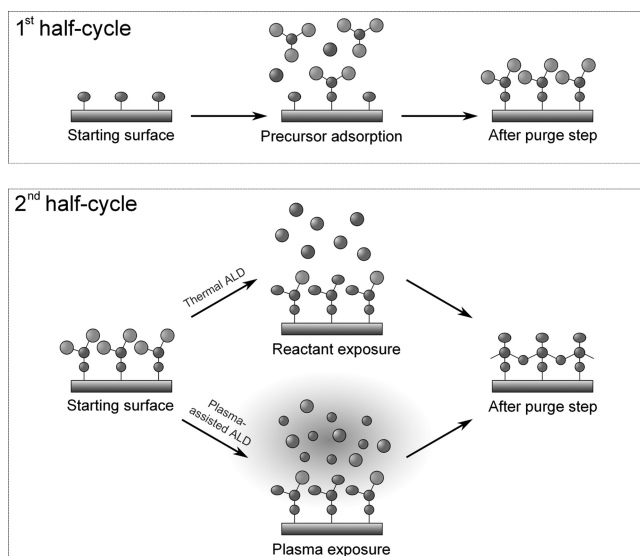 1st half-cycle
Starting surface
Precursor adsorption
After purge step
2nd half-cycle
Thermal ALD
Reactant exposure
Starting surface
After purge step
Plasma-
assisted ALD
Plasma exposure